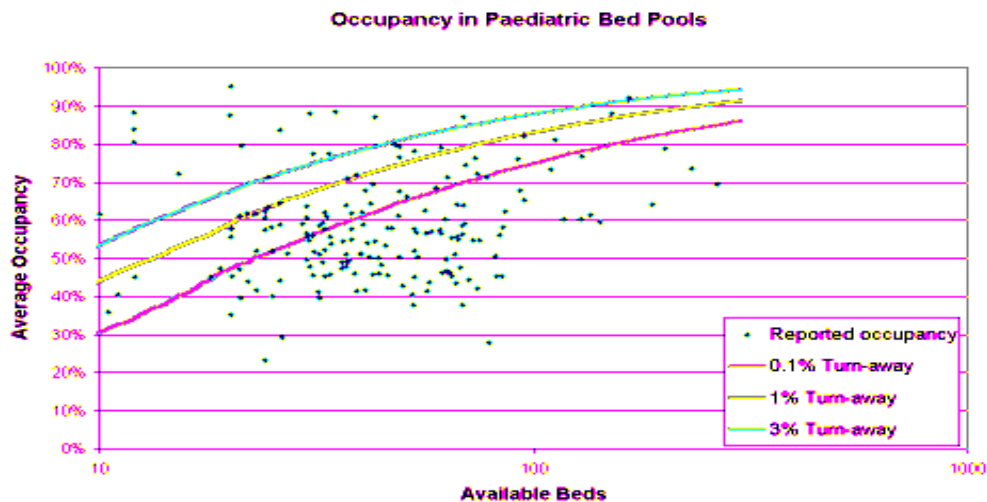 Occupancy in Paediatric Bed Pools
100%
90%
80%
70%
60%
50%
40%
30%
20%
10%
0%
Average Occupancy
10
100
1000
Available Beds
Reported occupancy
0.1% Turn-away
1% Turn-away
3% Turn-away